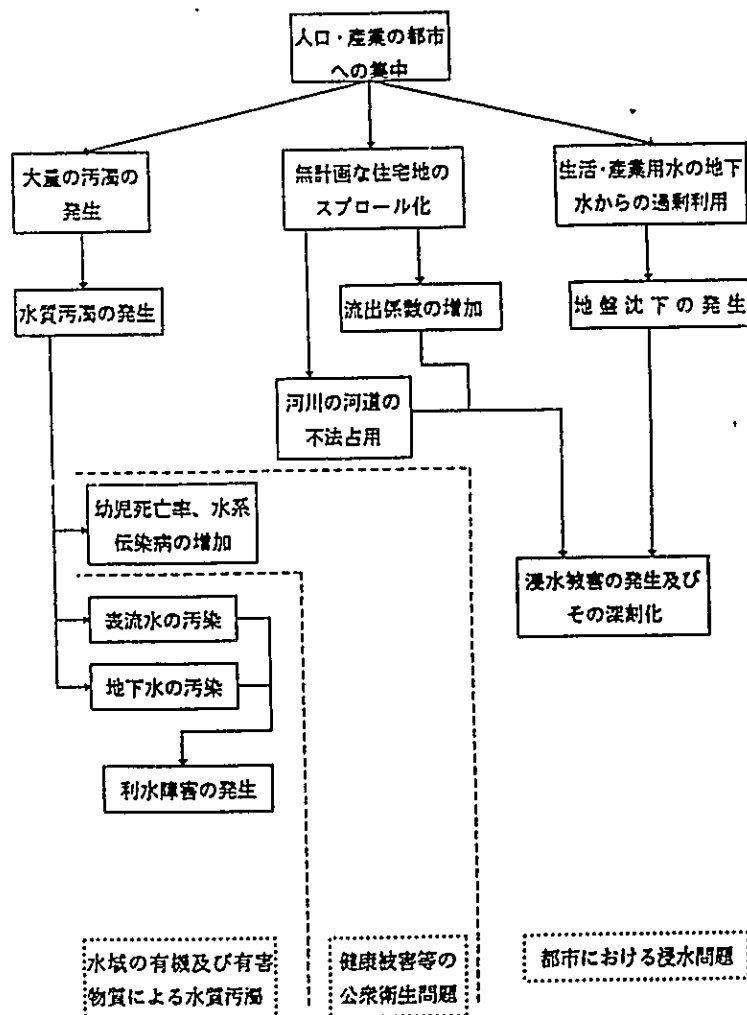 人口・産業の都市
への集中
大量の汚濁の
発生
無計画な住宅地の
スプロール化
生活・産業用水の地下
水からの過剰利用
水質汚濁の発生
流出係数の増加
地盤沈下の発生
河川の河道の
不法占用
幼児死亡率、水系
伝染病の増加
浸水被害の発生及び
その深刻化
表流水の汚染
地下水の汚染
利水障害の発生
水域の有機及び有害
物質による水質汚濁
健康被害等の
公衆衛生問題
都市における浸水問題